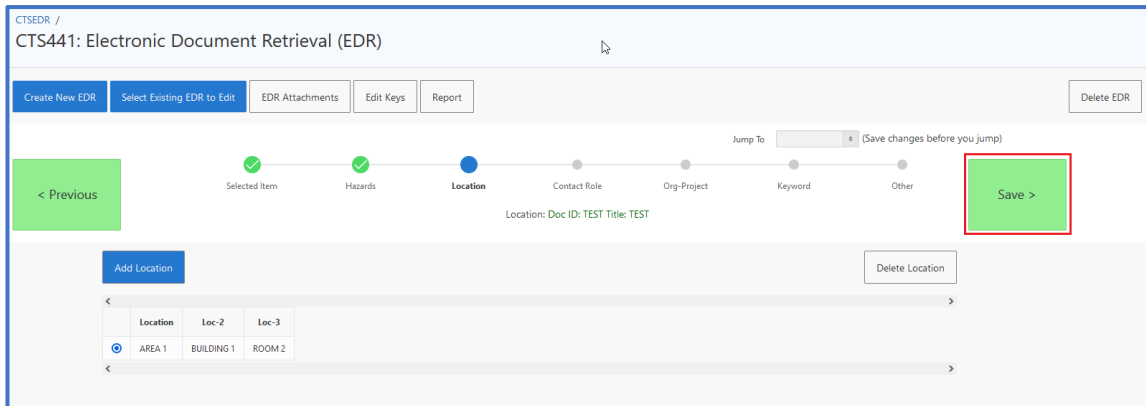 CTSEDR /
CTS441: Electronic Document Retrieval (EDR)
Create New EDR Select Existing EDR to Edit EDR Attachments Edit Keys Report Delete EDR
Jump To (Save changes before you jump)
< Previous Selected Item Hazards Location Contact Role Org-Project Keyword Other Save >
Location: Doc ID: TEST Title: TEST
Add Location Delete Location
Location Loc-2 Loc-3
AREA 1 BUILDING 1 ROOM 2